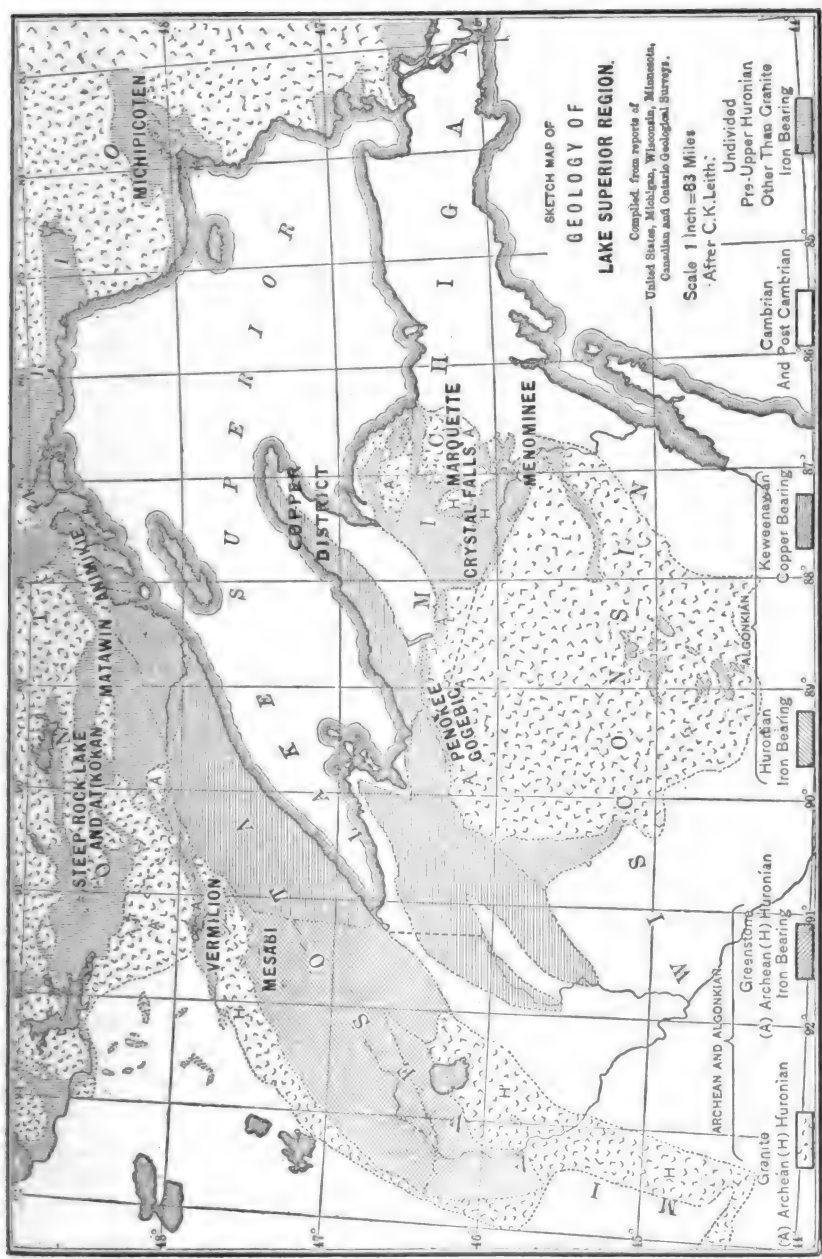 SKETCH MAP OF
GEOLOGY OF
LAKE SUPERIOR REGION.
Compiled from reports of
United States, Michigan, Wisconsin, Minnesota,
Canadian and Ontario Geological Surveys.
Scale 1 Inch = 83 Miles
After C.K. Leith.
STEEP ROCK LAKE
AND ATIKOKAN
MATAWIN
ANIMIKIE
MICHIPICOTEN
VERMILION
MESABI
LAKE SUPERIOR
COPPER
DISTRICT
PENOKEE
GOGEBIC
MARQUETTE
CRYSTAL FALLS
MENOMINEE
MICHIGAN
WISCONSIN
48°
47°
46°
45°
44°
48
47
46
45
44
92°
91°
90°
89°
88°
87°
86°
85°
ARCHEAN AND ALGONKIAN
ALGONKIAN
Granite
(A) Archean (H) Huronian
Greenstone
(A) Archean (H) Huronian
Iron Bearing
Huronian
Iron Bearing
Keweenawan
Copper Bearing
Cambrian
And Post Cambrian
Undivided
Pre-Upper Huronian
Other Than Granite
Iron Bearing